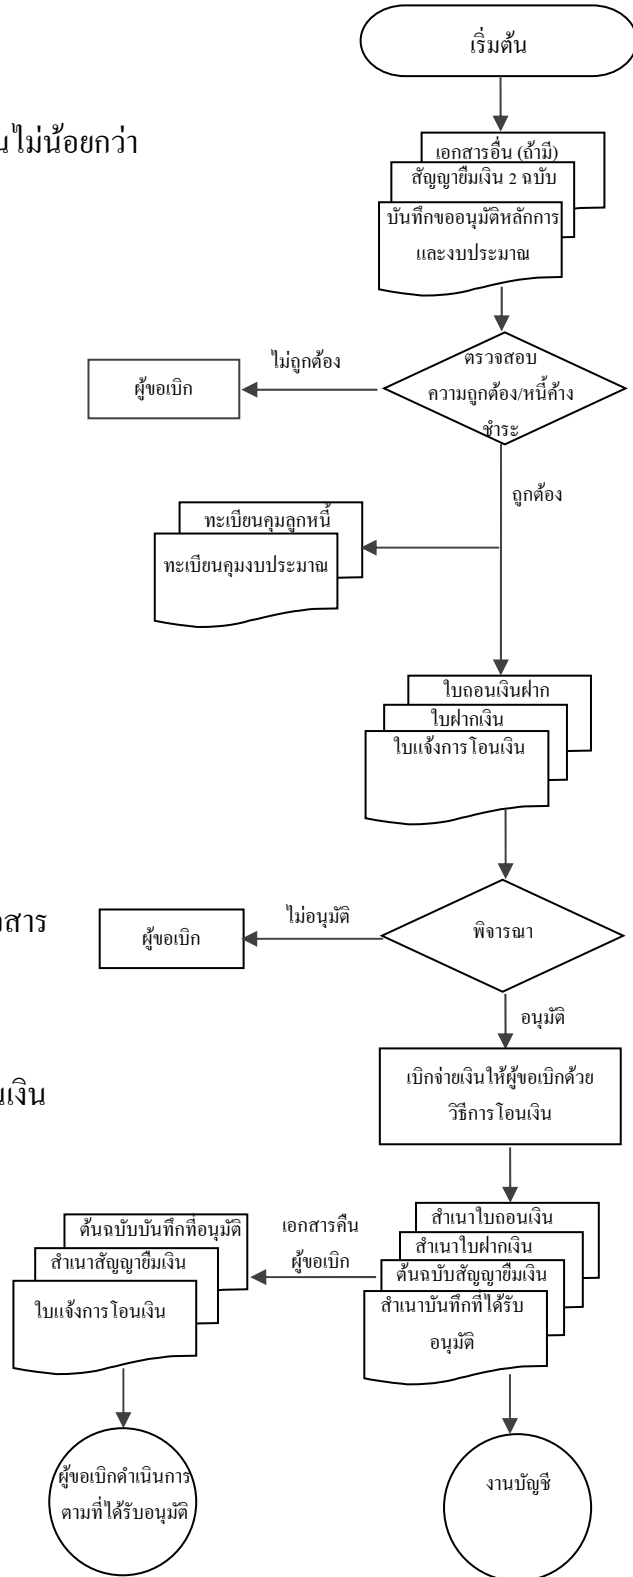 เริ่มต้น
นไม่น้อยกว่า
เอกสารอื่น (ถ้ามี)
สัญญายืมเงิน 2 ฉบับ
บันทึกขออนุมัติหลักการ
และงบประมาณ
ไม่ถูกต้อง
ผู้ขอเบิก
ตรวจสอบ
ความถูกต้อง/หนี้ค้าง
ชำระ
ถูกต้อง
ทะเบียนคุมลูกหนี้
ทะเบียนคุมงบประมาณ
ใบถอนเงินฝาก
ใบฝากเงิน
ใบแจ้งการโอนเงิน
สาร
ไม่อนุมัติ
ผู้ขอเบิก
พิจารณา
อนุมัติ
เบิกจ่ายเงินให้ผู้ขอเบิกด้วย
วิธีการโอนเงิน
นเงิน
สำเนาใบถอนเงิน
สำเนาใบฝากเงิน
ต้นฉบับสัญญายืมเงิน
สำเนาบันทึกที่ได้รับ
อนุมัติ
เอกสารคืน
ผู้ขอเบิก
ต้นฉบับบันทึกที่อนุมัติ
สำเนาสัญญายืมเงิน
ใบแจ้งการโอนเงิน
ผู้ขอเบิกดำเนินการ
ตามที่ได้รับอนุมัติ
งานบัญชี